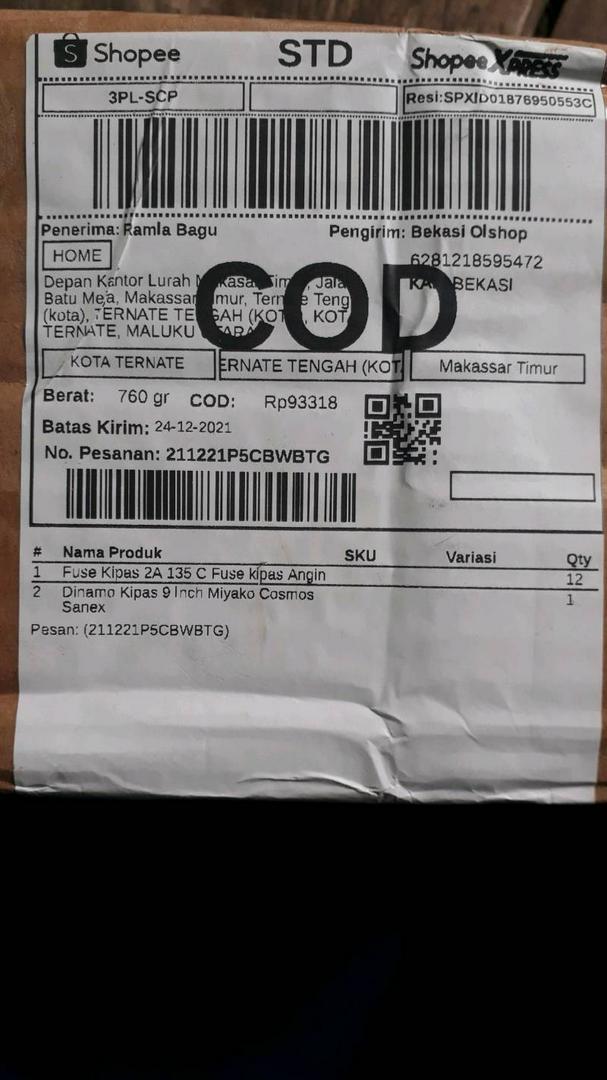 Shopee
STD
Shopee XPRESS
3PL-SCP
Resi:SPXID01876950553C
Penerima: Ramla Bagu
Pengirim: Bekasi Olshop
HOME
6281218595472
Depan Kantor Lurah
BEKASI
Batu Meja, Makassar
(kota), TERNATE
TERNATE, MALUKU
COD
KOTA TERNATE
ERNATE TENGAH (KOT
Makassar Timur
Berat: 760 gr COD: Rp93318
Batas Kirim: 24-12-2021
No. Pesanan: 211221P5CBWBTG
# Nama Produk SKU Variasi Qty
1 Fuse Kipas 2A 135 C Fuse kipas Angin 12
2 Dinamo Kipas 9 Inch Miyako Cosmos 1
Sanex
Pesan: (211221P5CBWBTG)